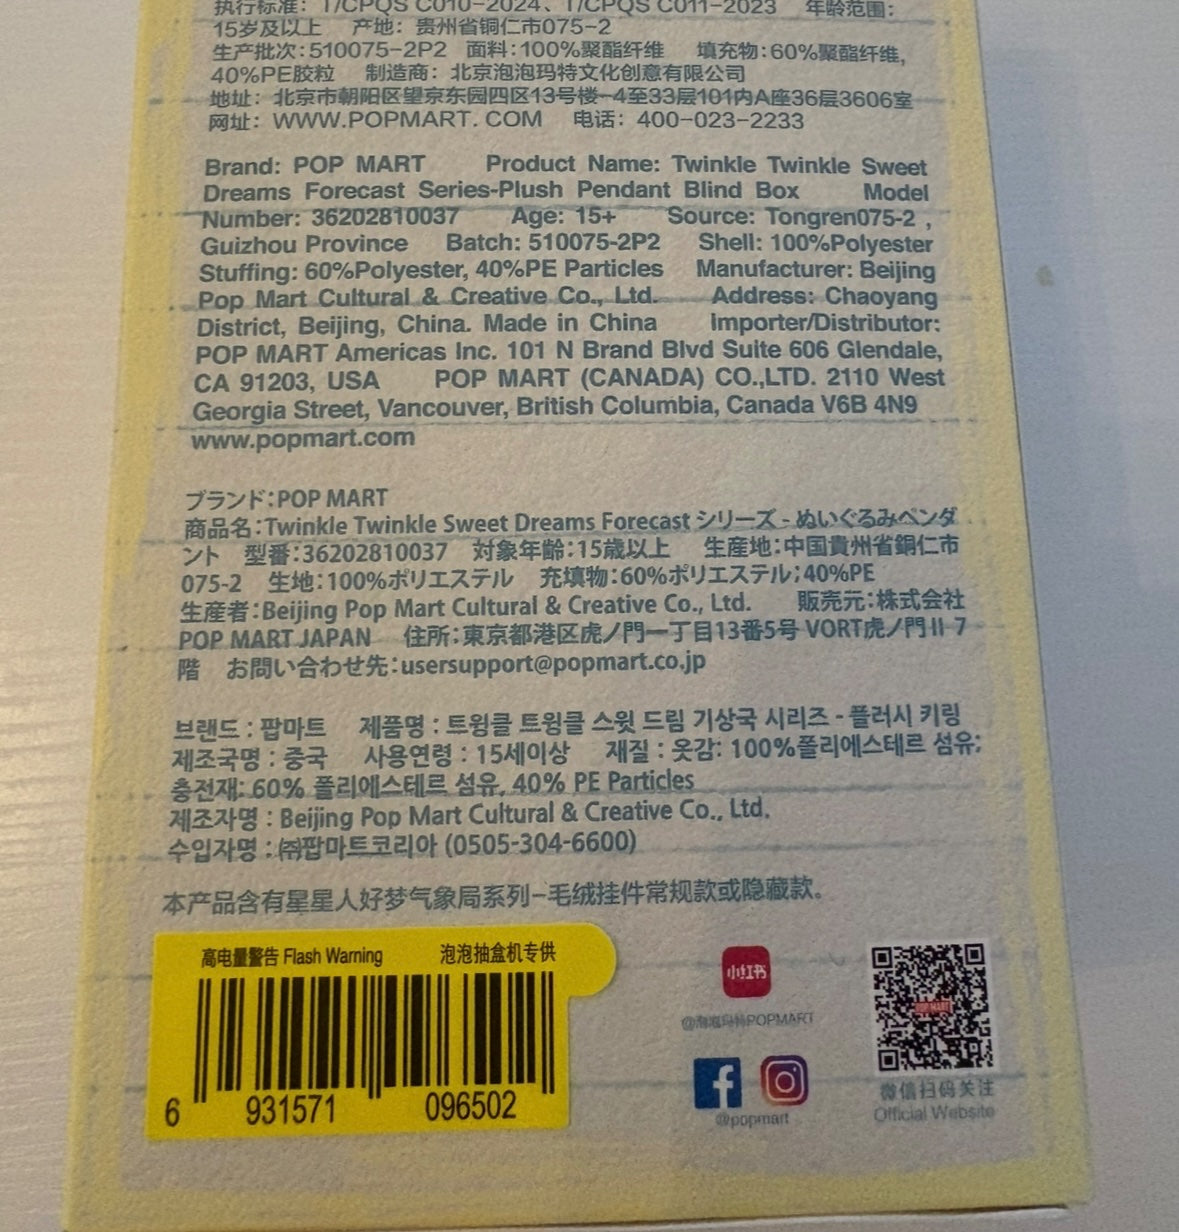 执行标准：T/CPQS C010-2024、T/CPQS C011-2023 年龄范围：
15岁及以上 产地：贵州省铜仁市075-2
生产批次：510075-2P2 面料：100%聚酯纤维 填充物：60%聚酯纤维，
40%PE胶粒 制造商：北京泡泡玛特文化创意有限公司
地址：北京市朝阳区望京东园四区13号楼-4至33层101内A座36层3606室
网址：WWW.POPMART.COM 电话：400-023-2233
Brand: POP MART Product Name: Twinkle Twinkle Sweet
Dreams Forecast Series-Plush Pendant Blind Box Model
Number: 36202810037 Age: 15+ Source: Tongren075-2 ,
Guizhou Province Batch: 510075-2P2 Shell: 100%Polyester
Stuffing: 60%Polyester, 40%PE Particles Manufacturer: Beijing
Pop Mart Cultural & Creative Co., Ltd. Address: Chaoyang
District, Beijing, China. Made in China Importer/Distributor:
POP MART Americas Inc. 101 N Brand Blvd Suite 606 Glendale,
CA 91203, USA POP MART (CANADA) CO.,LTD. 2110 West
Georgia Street, Vancouver, British Columbia, Canada V6B 4N9
www.popmart.com
ブランド：POP MART
商品名：Twinkle Twinkle Sweet Dreams Forecast シリーズ - ぬいぐるみペンダ
ント 型番：36202810037 対象年齢：15歳以上 生産地：中国貴州省銅仁市
075-2 生地：100%ポリエステル 充填物：60%ポリエステル；40%PE
生産者：Beijing Pop Mart Cultural & Creative Co., Ltd. 販売元：株式会社
POP MART JAPAN 住所：東京都港区虎ノ門一丁目13番5号 VORT虎ノ門II 7
階 お問い合わせ先：usersupport@popmart.co.jp
브랜드 : 팝마트 제품명 : 트윙클 트윙클 스윗 드림 기상국 시리즈 - 플러시 키링
제조국명 : 중국 사용연령 : 15세이상 재질 : 옷감: 100%폴리에스테르 섬유;
충전재: 60% 폴리에스테르 섬유, 40% PE Particles
제조자명 : Beijing Pop Mart Cultural & Creative Co., Ltd.
수입자명 : ㈜팝마트코리아 (0505-304-6600)
本产品含有星星人好梦气象局系列-毛绒挂件常规款或隐藏款。
高电量警告 Flash Warning 泡泡抽盒机专供
6 931571 096502
小红书
@泡泡玛特POPMART
@popmart
POP MART
微信扫码关注
Official Website